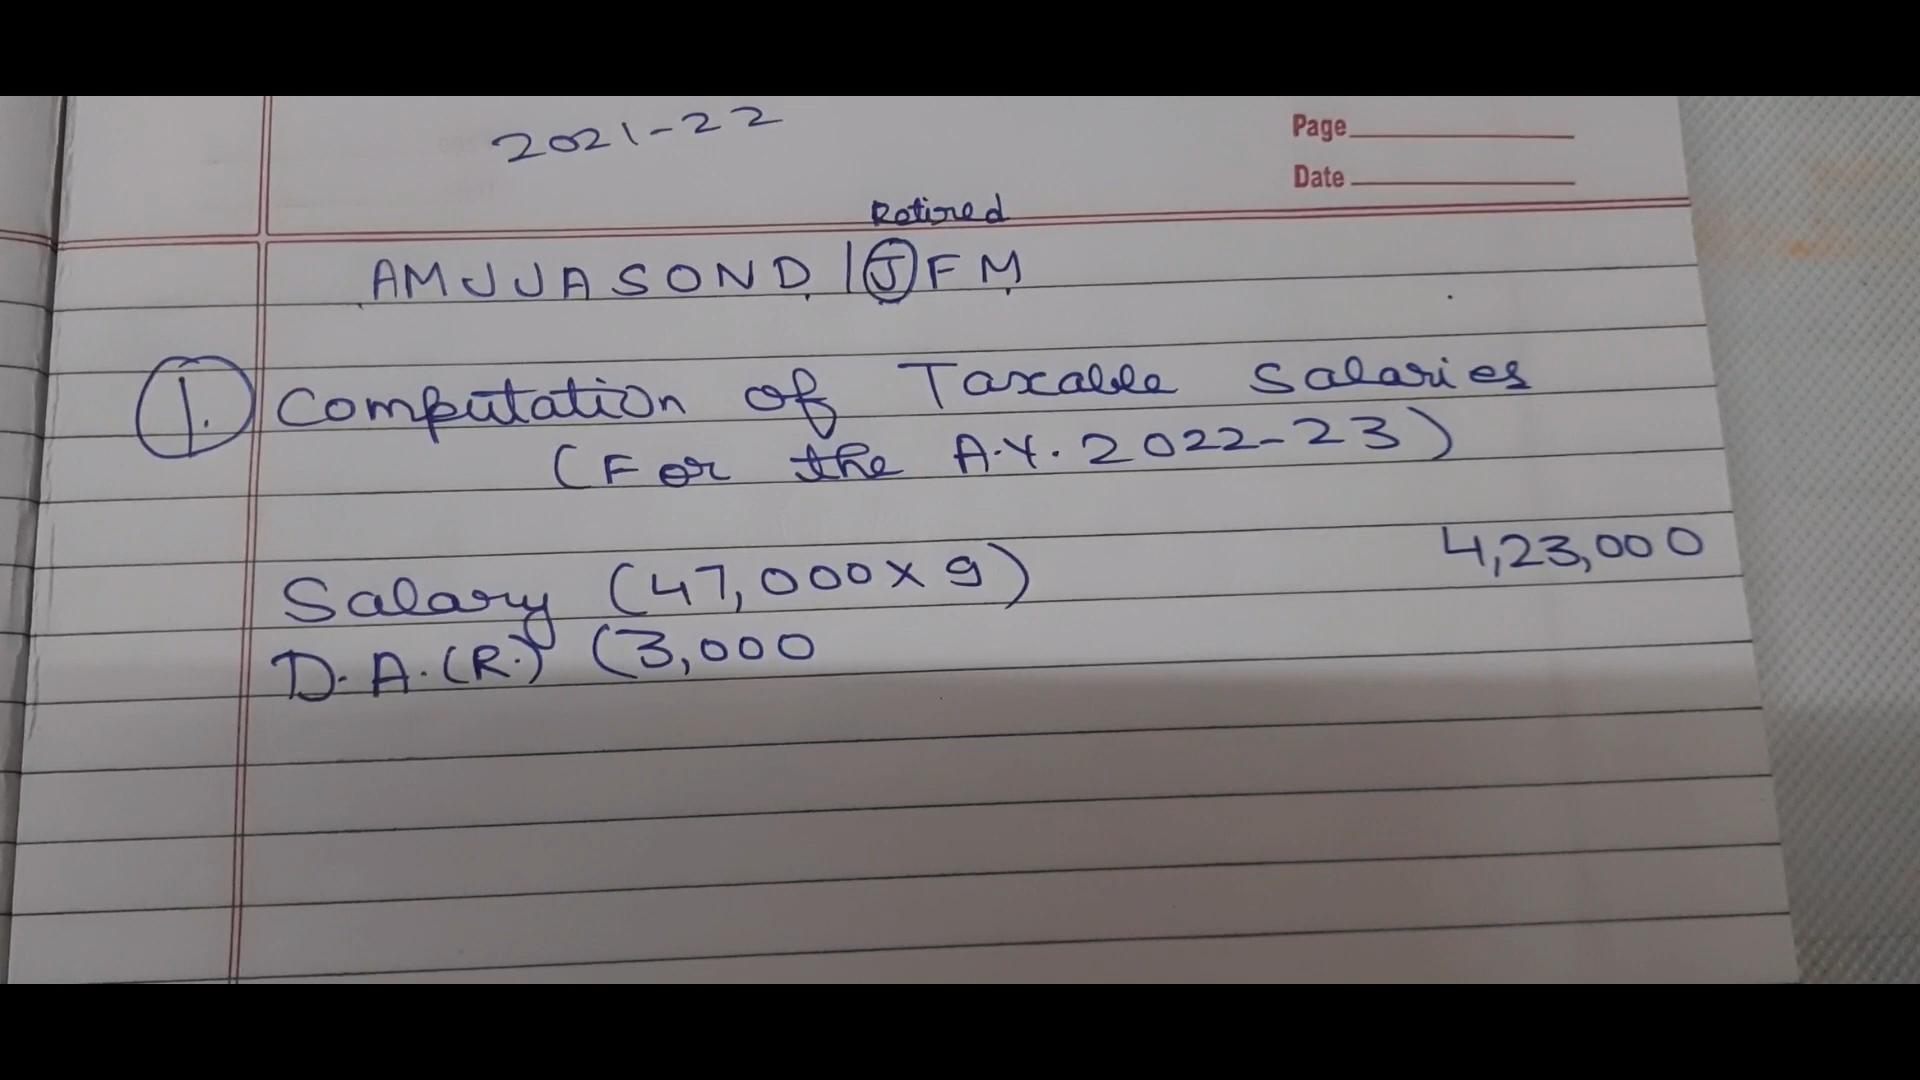 2021-22
Page
Date
Retired
AMJJASOND|JFM
1. Computation of Taxable Salaries
(For the A.Y. 2022-23)
Salary (47,000 x 9) 4,23,000
D.A.(R.) (3,000